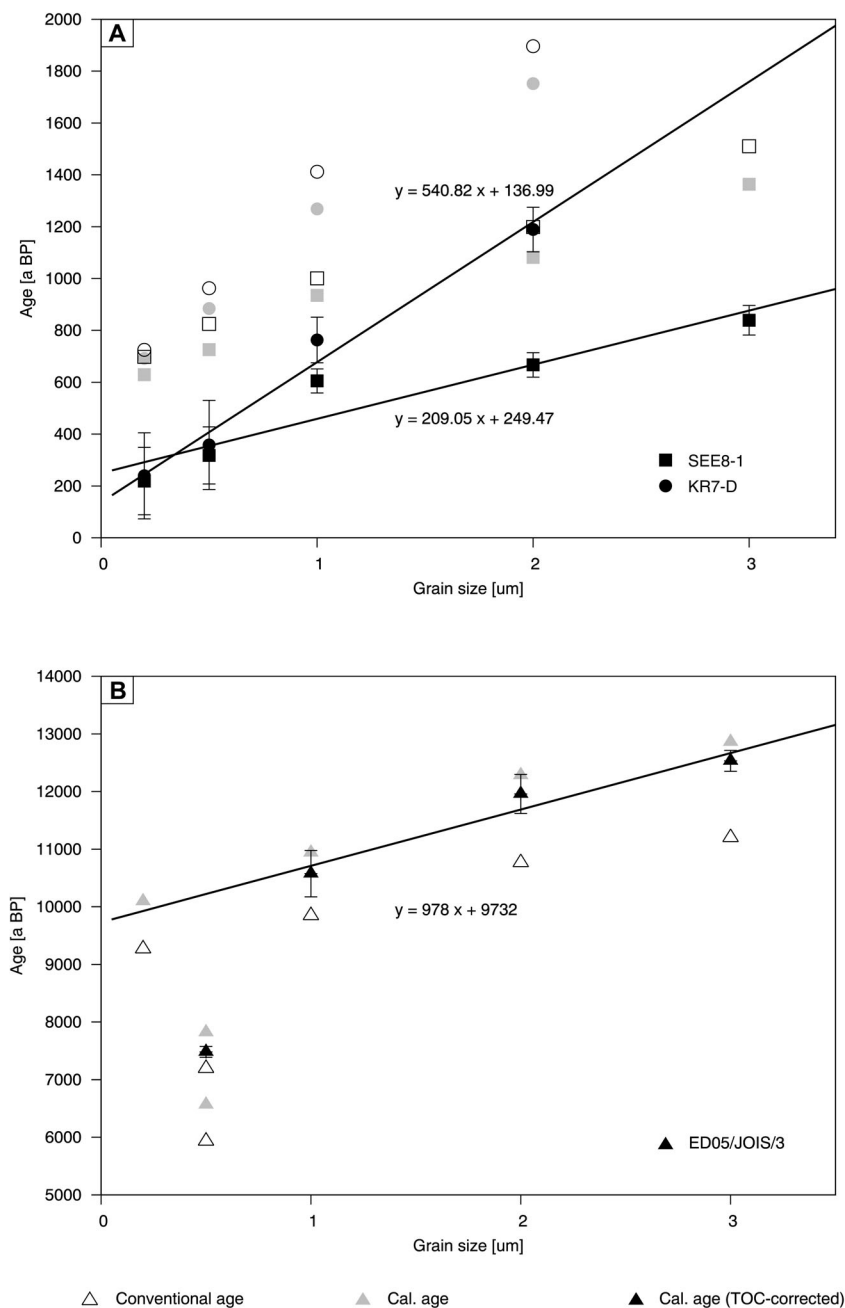 A
2000
1800
1600
1400
1200
1000
800
600
400
200
0
Age [a BP]
y = 540.82 x + 136.99
y = 209.05 x + 249.47
SEE8-1
KR7-D
0 1 2 3
Grain size [um]
B
14000
13000
12000
11000
10000
9000
8000
7000
6000
5000
Age [a BP]
y = 978 x + 9732
ED05/JOIS/3
0 1 2 3
Grain size [um]
Conventional age Cal. age Cal. age (TOC-corrected)